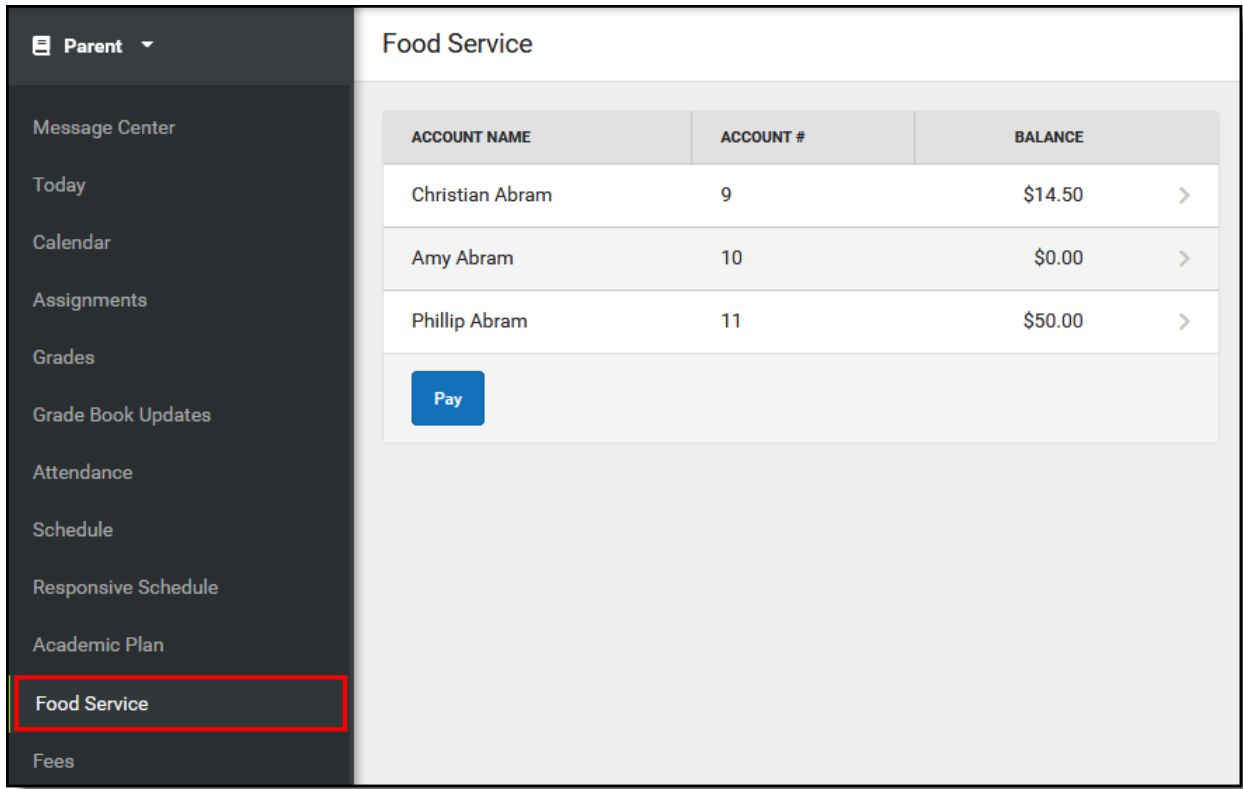 Parent
Message Center
Today
Calendar
Assignments
Grades
Grade Book Updates
Attendance
Schedule
Responsive Schedule
Academic Plan
Food Service
Fees
Food Service
ACCOUNT NAME ACCOUNT # BALANCE
Christian Abram 9 $14.50
Amy Abram 10 $0.00
Phillip Abram 11 $50.00
Pay